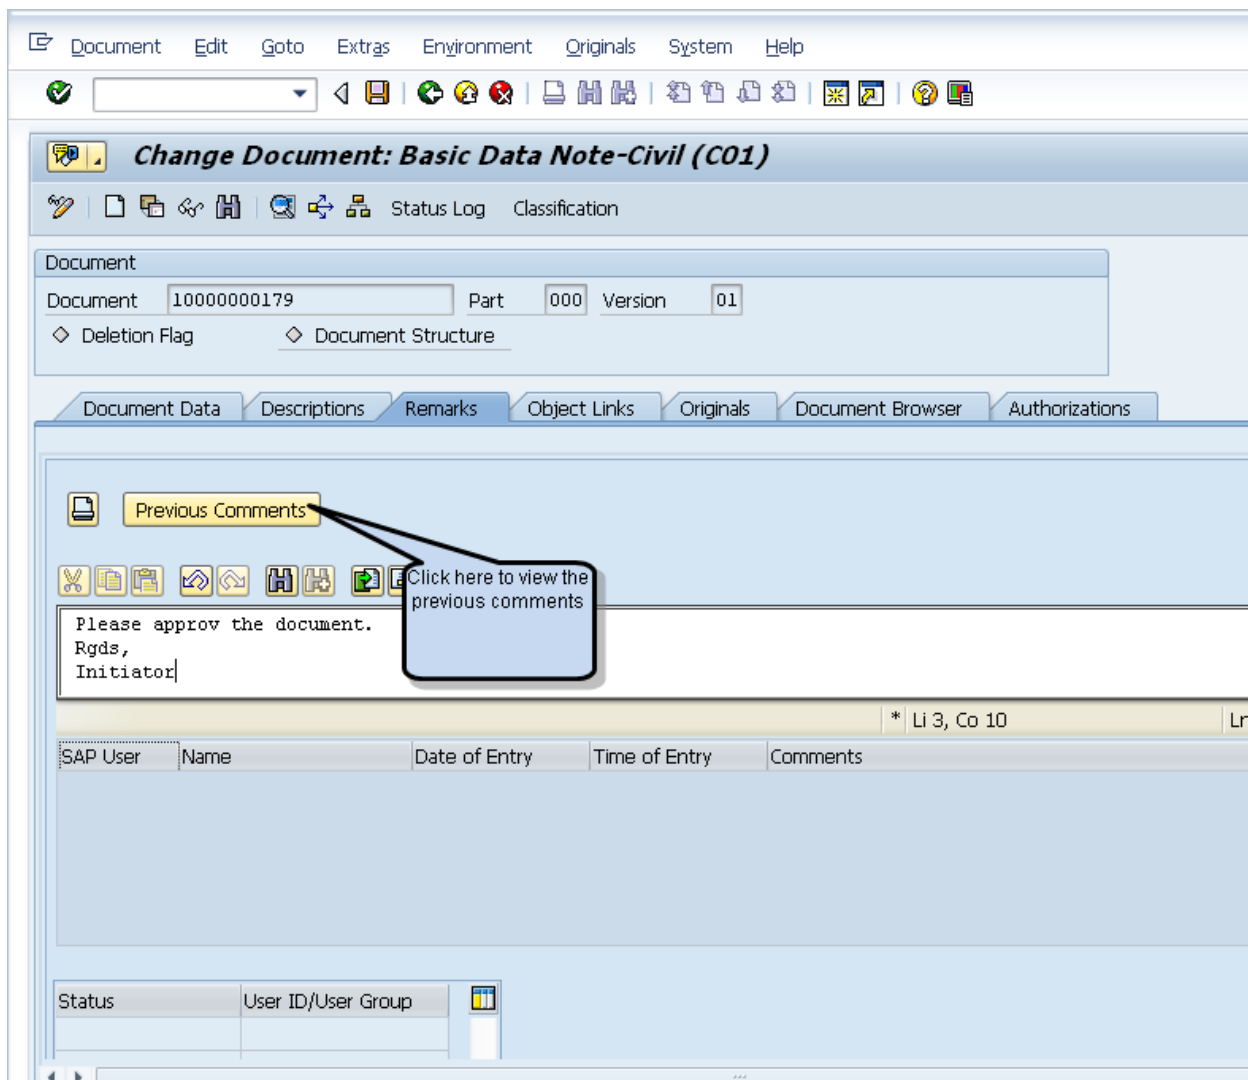 Document Edit Goto Extras Environment Originals System Help
Change Document: Basic Data Note-Civil (C01)
Status Log Classification
Document
Document 10000000179 Part 000 Version 01
Deletion Flag Document Structure
Document Data Descriptions Remarks Object Links Originals Document Browser Authorizations
Previous Comments
Click here to view the
previous comments
Please approv the document.
Rgds,
Initiator
* Li 3, Co 10 Ln
SAP User Name Date of Entry Time of Entry Comments
Status User ID/User Group